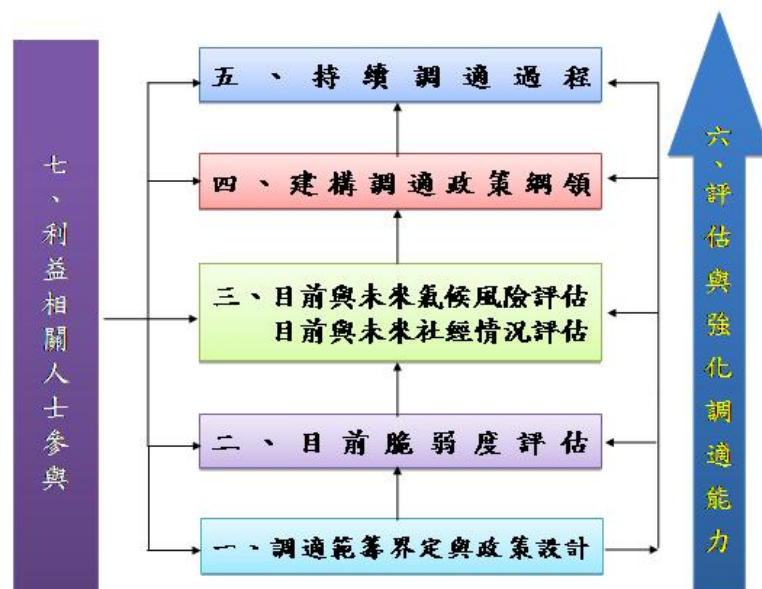 五、持續調適過程
四、建構調適政策綱領
三、目前與未來氣候風險評估
目前與未來社經情況評估
二、目前脆弱度評估
一、調適範籌界定與政策設計
七、利益相關人士參與
六、評估與強化調適能力